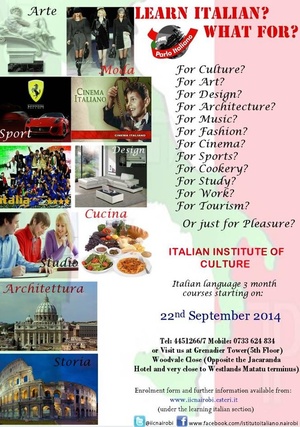 LEARN ITALIAN?
WHAT FOR?
Parlo Italiano
Arte
Moda
Ferrari
Sport
CINEMA
ITALIANO
CINEMA ITALIANO
italia
Design
Cucina
Studio
Architettura
Storia
For Culture?
For Art?
For Design?
For Architecture?
For Music?
For Fashion?
For Cinema?
For Sports?
For Cookery?
For Study?
For Work?
For Tourism?
Or just for Pleasure?
ITALIAN INSTITUTE OF
CULTURE
Italian language 3 month
courses starting on:
22nd September 2014
Tel: 4451266/7 Mobile: 0733 624 834
or Visit us at Grenadier Tower(5th Floor)
Woodvale Close (Opposite the Jacaranda
Hotel and very close to Westlands Matatu terminus)
Enrolment form and further information available from:
www.iicnairobi.esteri.it
(under the learning italian section)
@iicnairobi www.facebook.com/istitutoitaliano.nairobi